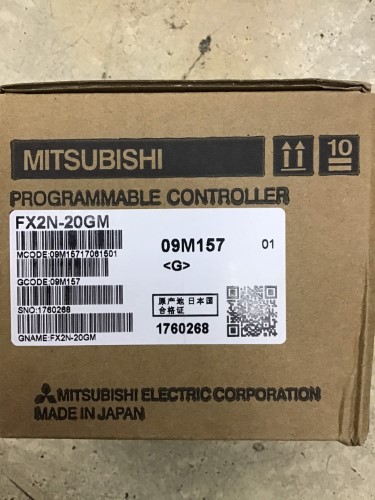 MITSUBISHI
10
PROGRAMMABLE CONTROLLER
FX2N-20GM
MCODE:09M15717061501
09M157
01
<G>
GCODE:09M157
原产地 日本国
合格证
SNO:1760268
1760268
GNAME:FX2N-20GM
MITSUBISHI ELECTRIC CORPORATION
MADE IN JAPAN